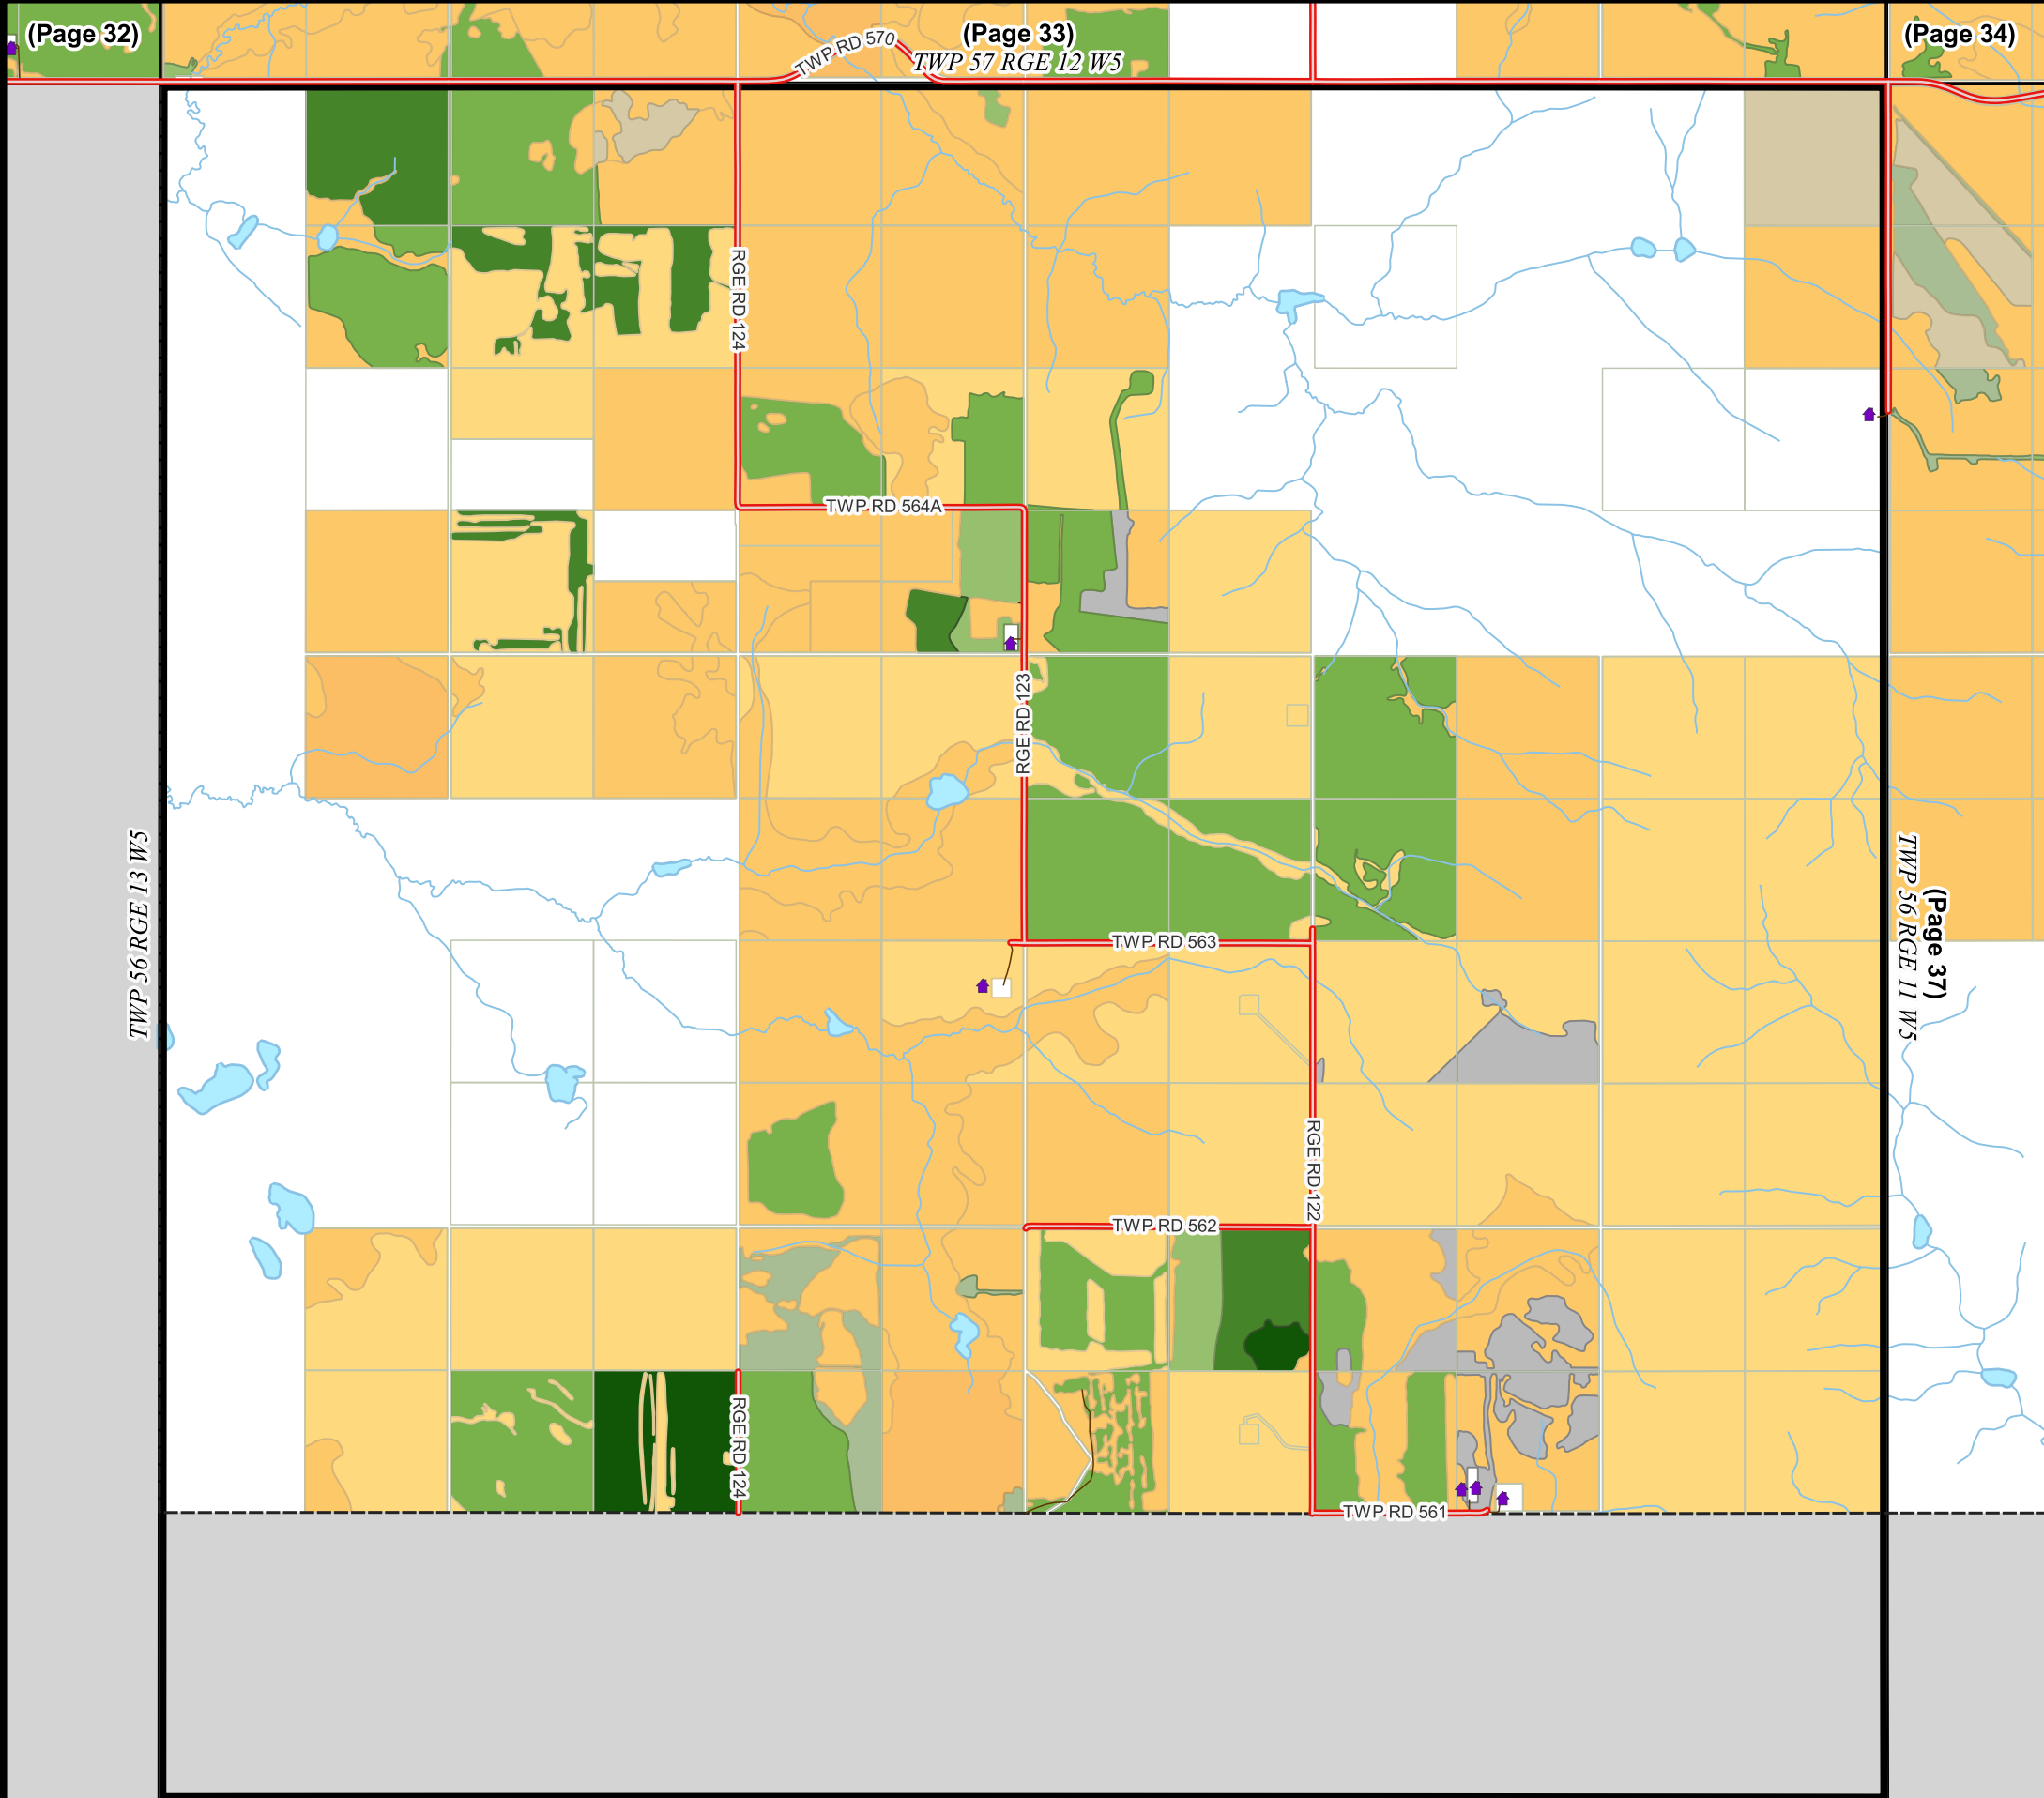 (Page 32)
(Page 33)
(Page 34)
TWP RD 570
TWP 57 RGE 12 W5
RGE RD 124
TWP RD 564A
RGE RD 123
TWP 56 RGE 13 W5
TWP 56 RGE 11 W5
(Page 37)
TWP RD 563
RGE RD 122
TWP RD 562
RGE RD 124
TWP RD 561